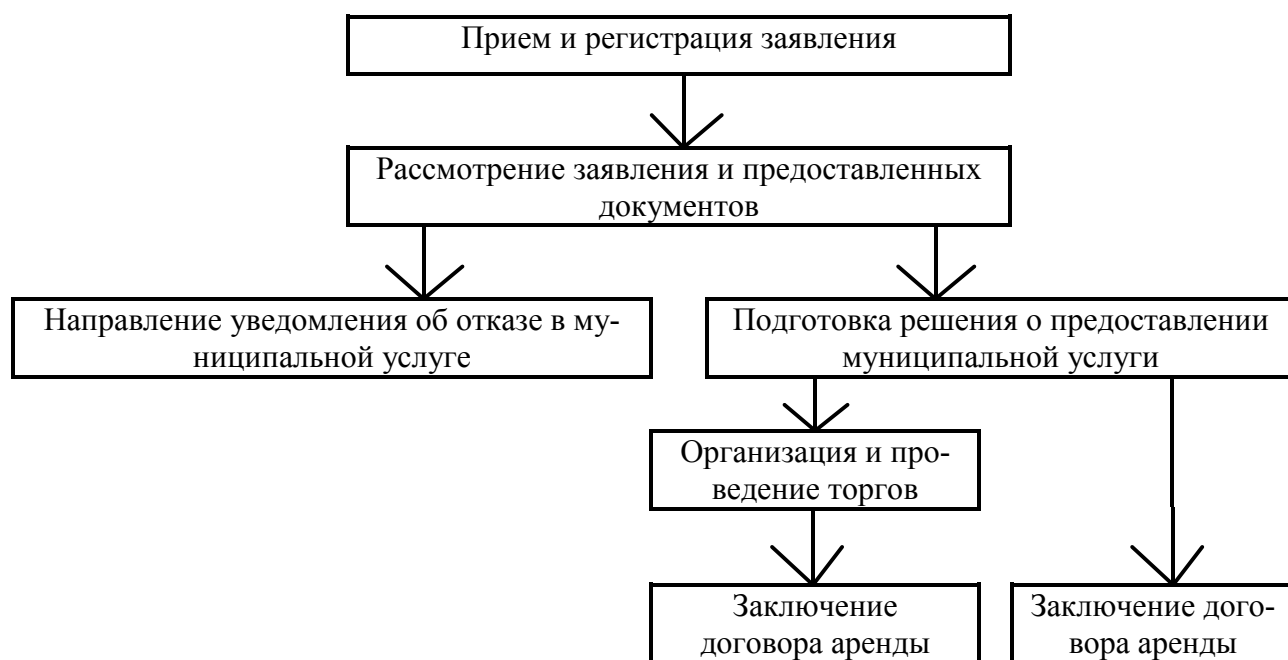 Прием и регистрация заявления
Рассмотрение заявления и предоставленных
документов
Направление уведомления об отказе в му-
ниципальной услуге
Подготовка решения о предоставлении
муниципальной услуги
Организация и про-
ведение торгов
Заключение
договора аренды
Заключение дого-
вора аренды